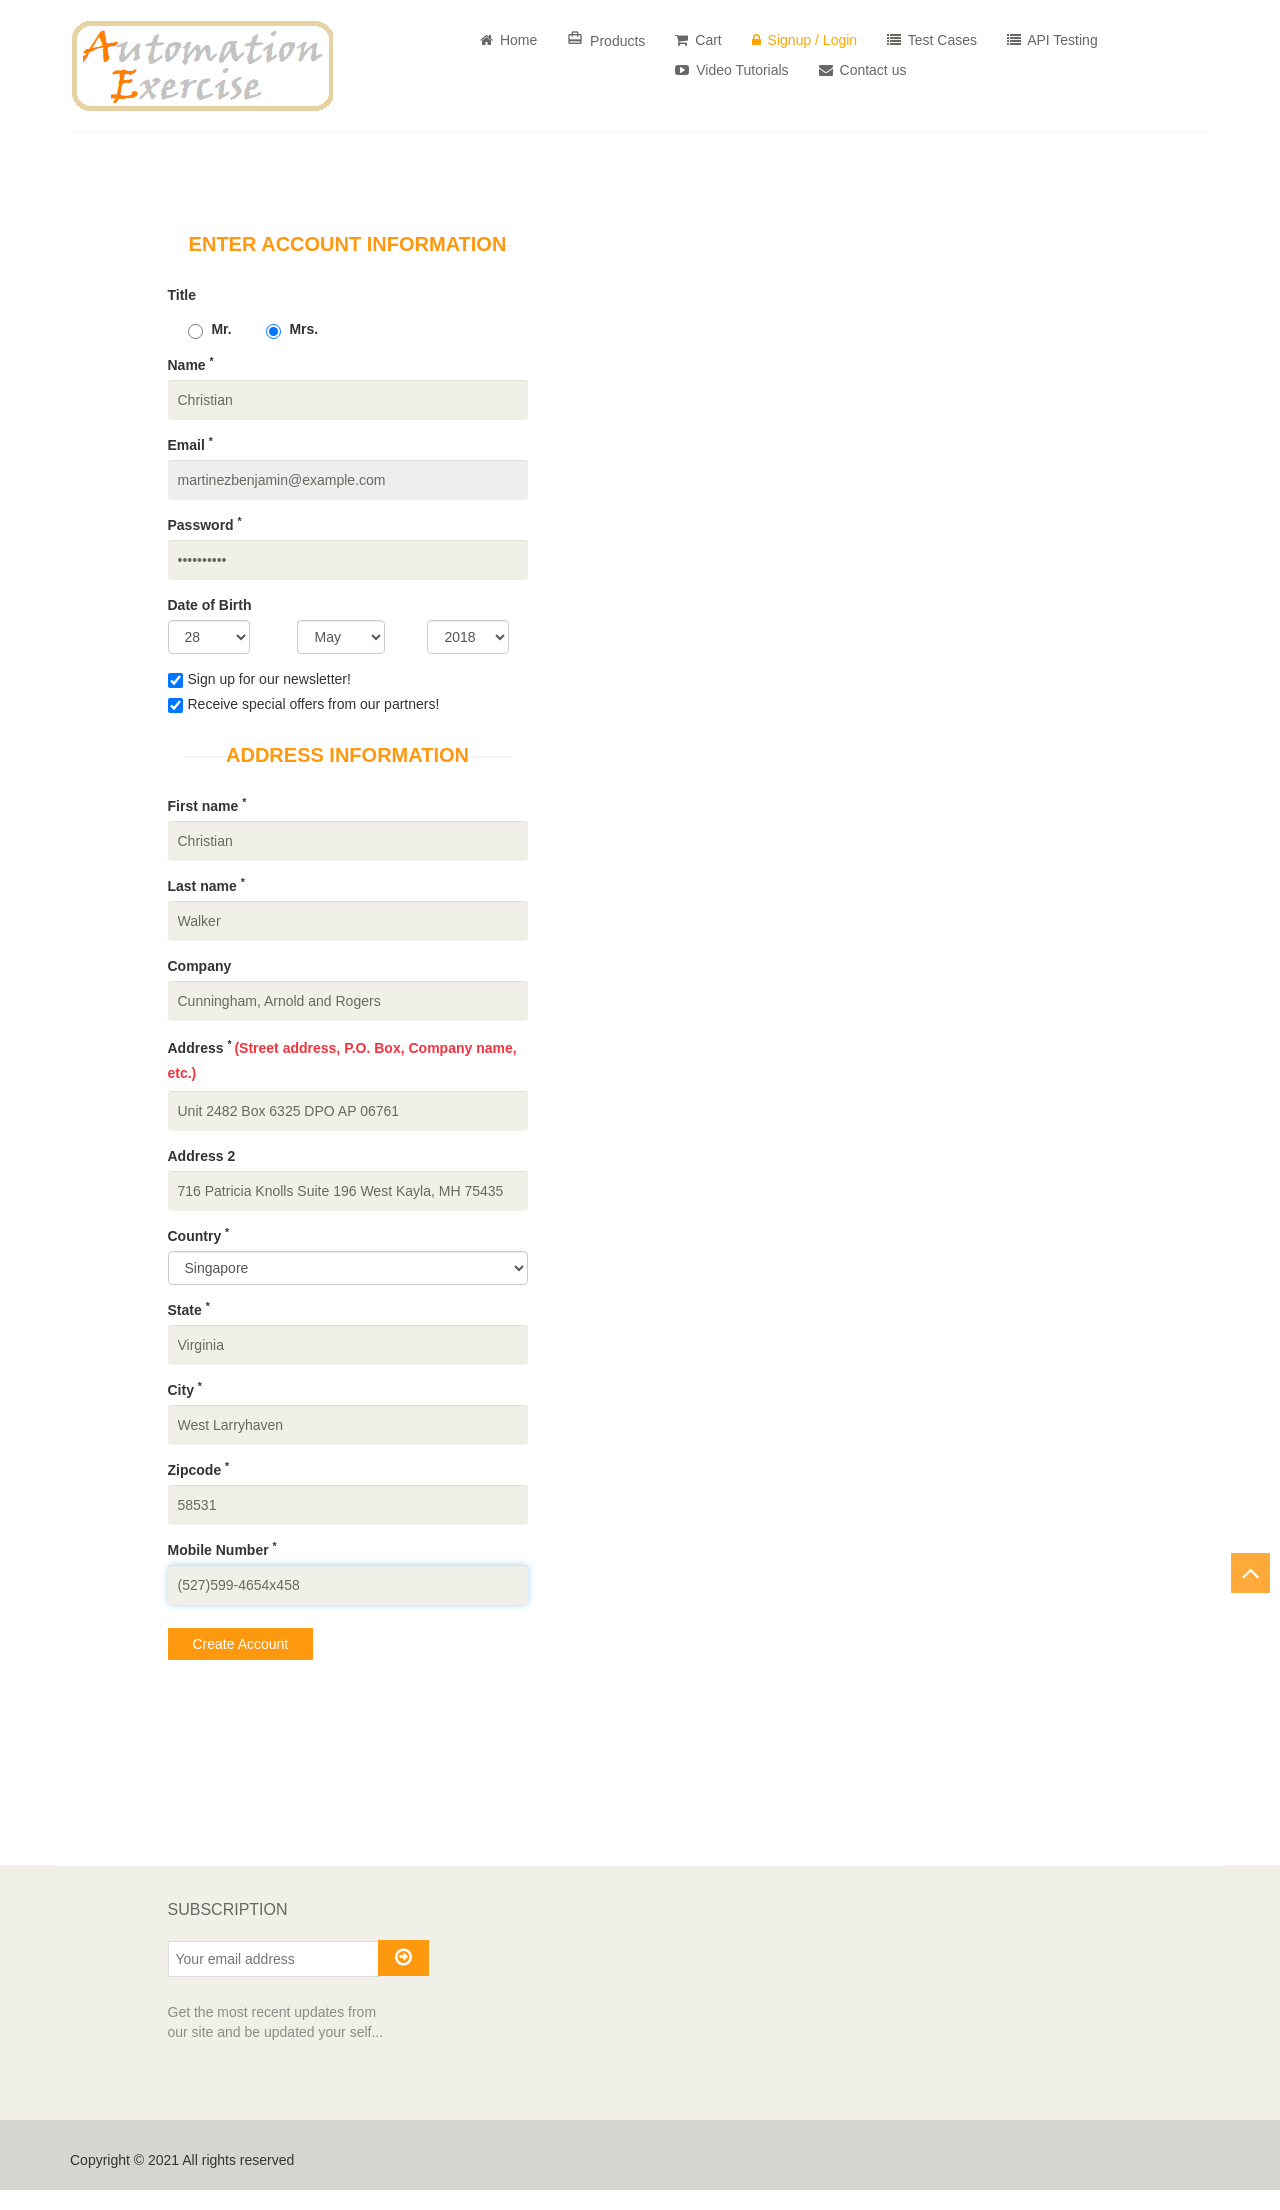 Automation
Exercise
Home
Products
Cart
Signup / Login
Test Cases
API Testing
Video Tutorials
Contact us
ENTER ACCOUNT INFORMATION
Title
Mr.
Mrs.
Name *
Christian
Email *
martinezbenjamin@example.com
Password *
••••••••••
Date of Birth
28
May
2018
Sign up for our newsletter!
Receive special offers from our partners!
ADDRESS INFORMATION
First name *
Christian
Last name *
Walker
Company
Cunningham, Arnold and Rogers
Address * (Street address, P.O. Box, Company name,
etc.)
Unit 2482 Box 6325 DPO AP 06761
Address 2
716 Patricia Knolls Suite 196 West Kayla, MH 75435
Country *
Singapore
State *
Virginia
City *
West Larryhaven
Zipcode *
58531
Mobile Number *
(527)599-4654x458
Create Account
SUBSCRIPTION
Your email address
Get the most recent updates from
our site and be updated your self...
Copyright © 2021 All rights reserved